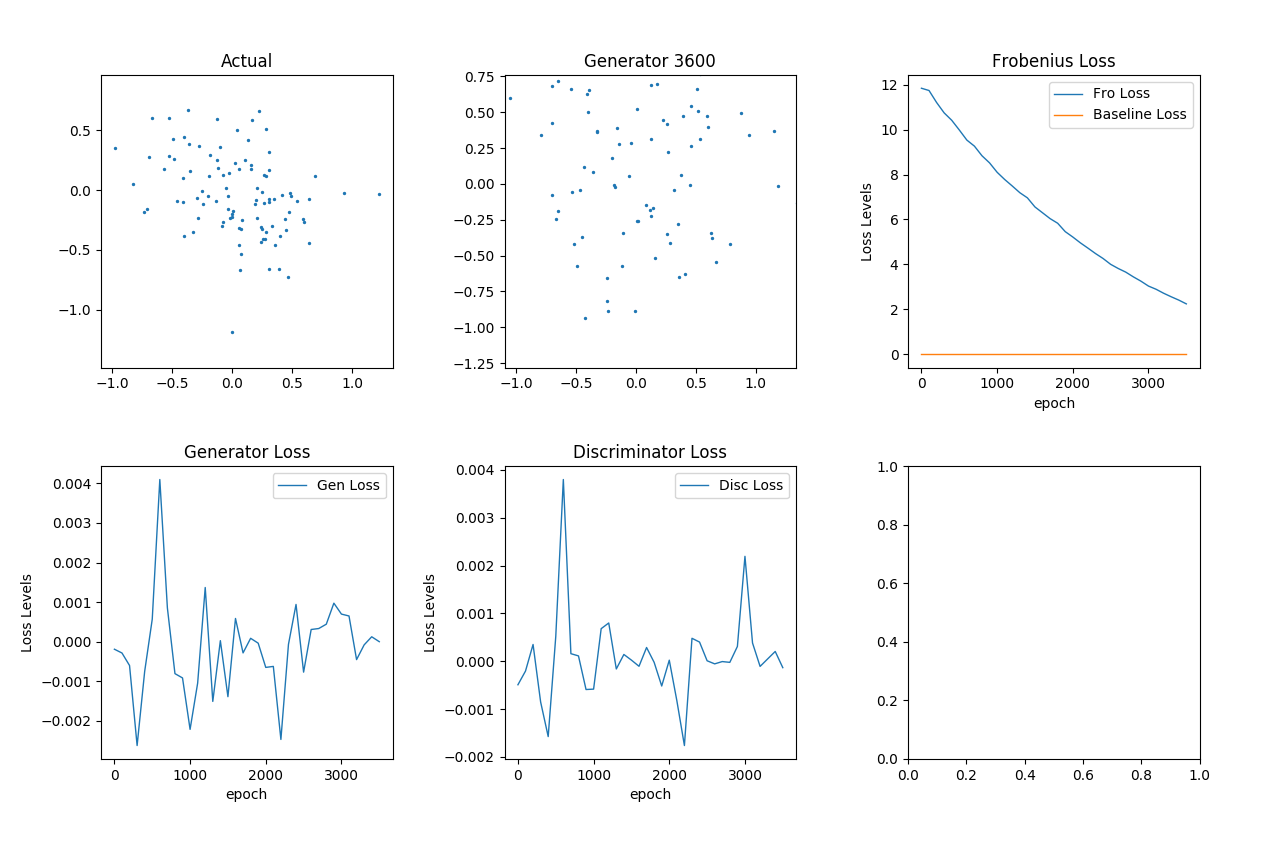 Actual
0.5
0.0
−0.5
−1.0
−1.0 −0.5 0.0 0.5 1.0
Generator 3600
0.75
0.50
0.25
0.00
−0.25
−0.50
−0.75
−1.00
−1.25
−1.0 −0.5 0.0 0.5 1.0
Frobenius Loss
Fro Loss
Baseline Loss
Loss Levels
12
10
8
6
4
2
0
0 1000 2000 3000
epoch
Generator Loss
Gen Loss
Loss Levels
0.004
0.003
0.002
0.001
0.000
−0.001
−0.002
0 1000 2000 3000
epoch
Discriminator Loss
Disc Loss
Loss Levels
0.004
0.003
0.002
0.001
0.000
−0.001
−0.002
0 1000 2000 3000
epoch
1.0
0.8
0.6
0.4
0.2
0.0
0.0 0.2 0.4 0.6 0.8 1.0